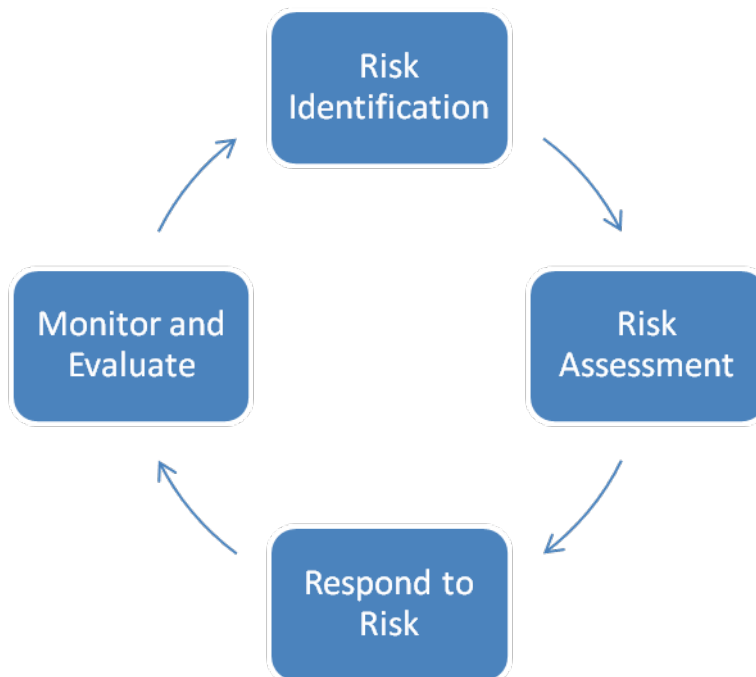 Risk
Identification
Risk
Assessment
Respond to
Risk
Monitor and
Evaluate